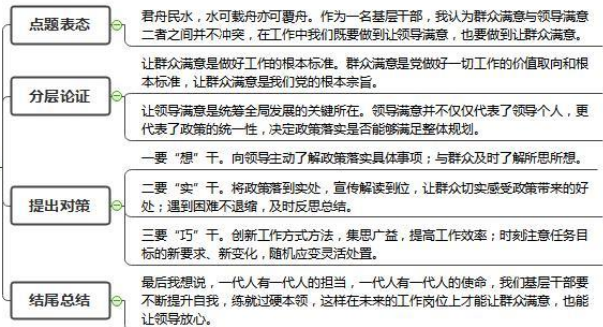 点题表态
君舟民水，水可载舟亦可覆舟。作为一名基层干部，我认为群众满意与领导满意
二者之间并不冲突，在工作中我们既要做到让领导满意，也要做到让群众满意。
分层论证
让群众满意是做好工作的根本标准。群众满意是党做好一切工作的价值取向和根
本标准，让群众满意是我们党的根本宗旨。
让领导满意是统筹全局发展的关键所在。领导满意并不仅仅代表了领导个人，更
代表了政策的统一性，决定政策落实是否能够满足整体规划。
提出对策
一要“想”干。向领导主动了解政策落实具体事项；与群众及时了解所思所想。
二要“实”干。将政策落到实处，宣传解读到位，让群众切实感受政策带来的好
处；遇到困难不退缩，及时反思总结。
三要“巧”干。创新工作方式方法，集思广益，提高工作效率；时刻注意任务目
标的新要求、新变化，随机应变灵活处置。
结尾总结
最后我想说，一代人有一代人的担当，一代人有一代人的使命，我们基层干部要
不断提升自我，练就过硬本领，这样在未来的工作岗位上才能让群众满意，也能
让领导放心。